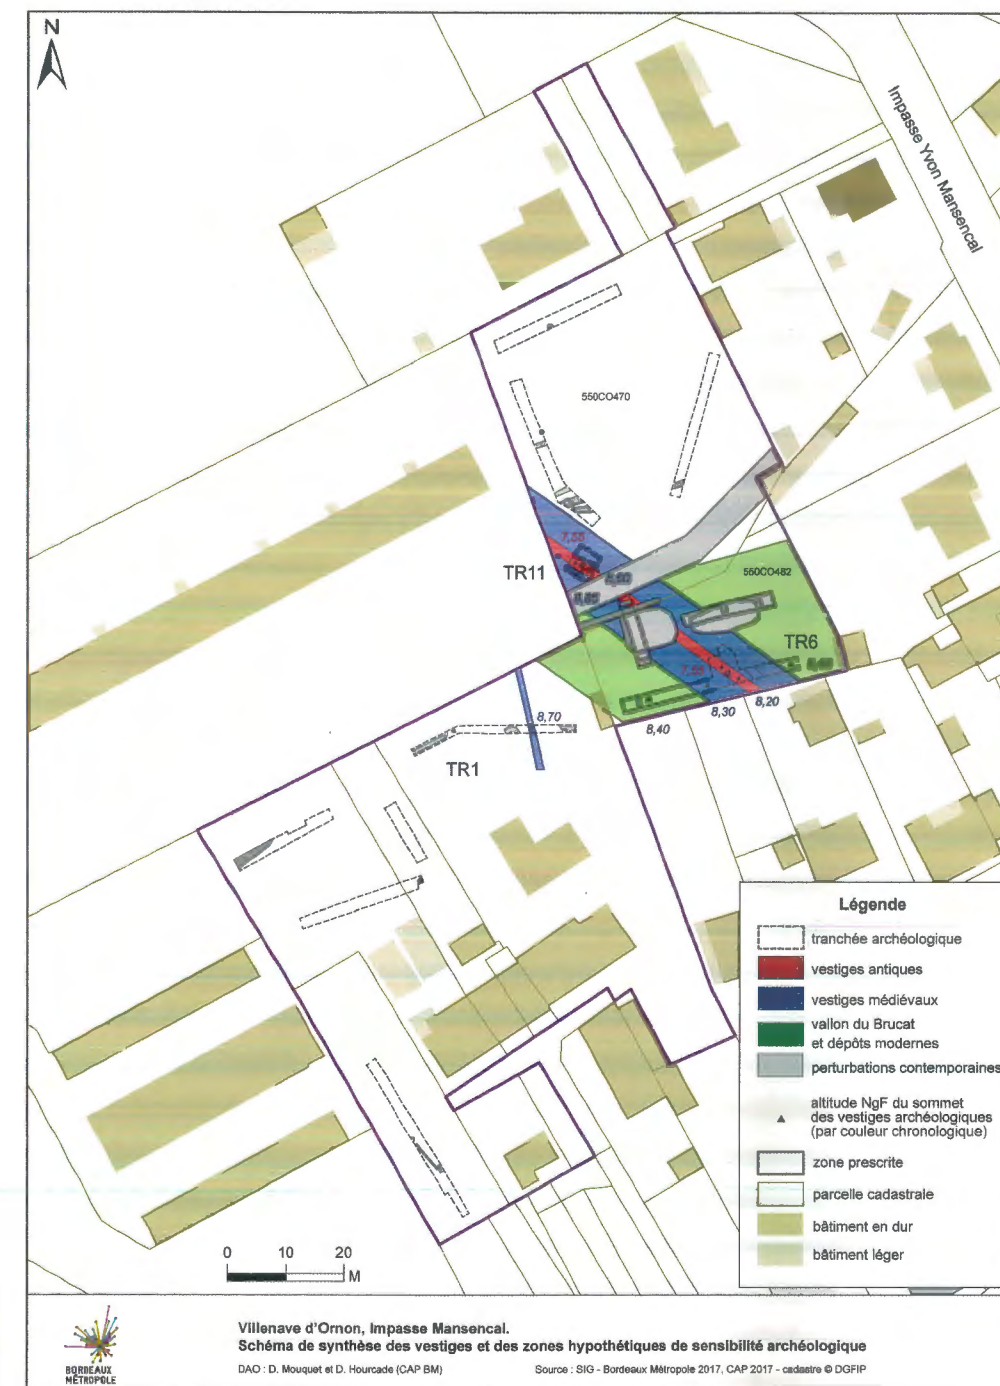 N
Impasse Yvon Mansencal
550CO470
7,55
TR11
550CO482
TR6
8,70
8,20
8,30
8,40
TR1
Légende
tranchée archéologique
vestiges antiques
vestiges médiévaux
vallon du Brucat
et dépôts modernes
perturbations contemporaines
altitude NgF du sommet
des vestiges archéologiques
(par couleur chronologique)
zone prescrite
parcelle cadastrale
bâtiment en dur
bâtiment léger
0 10 20
M
BORDEAUX
MÉTROPOLE
Villenave d'Ornon, Impasse Mansencal.
Schéma de synthèse des vestiges et des zones hypothétiques de sensibilité archéologique
DAO : D. Mouquet et D. Hourcade (CAP BM)
Source : SIG - Bordeaux Métropole 2017, CAP 2017 - cadastre © DGFIP